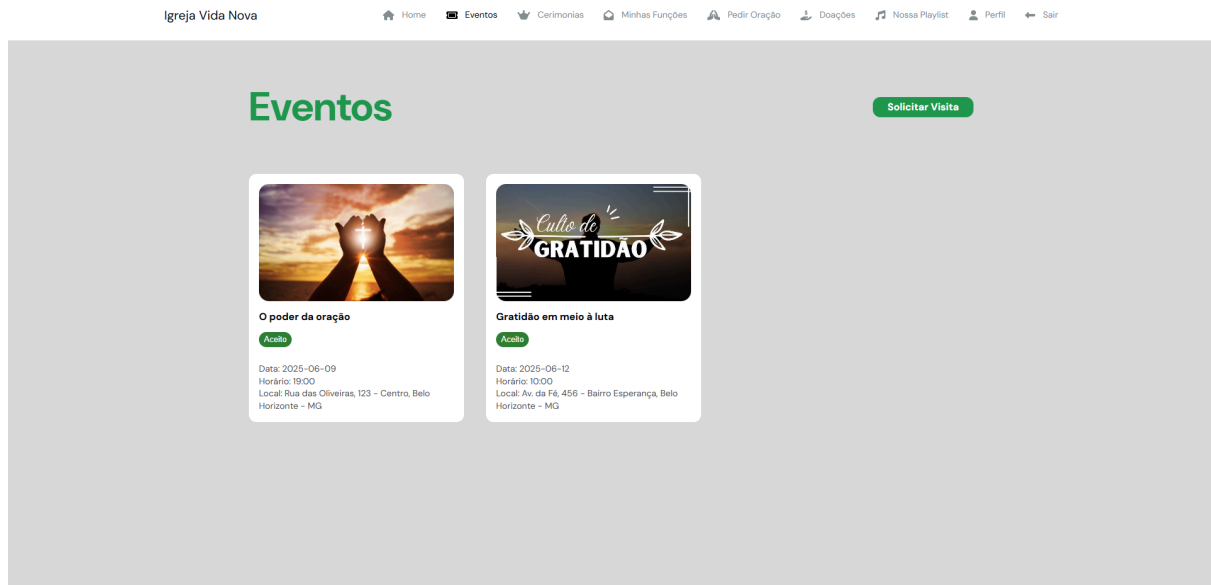 Igreja Vida Nova
Home
Eventos
Cerimonias
Minhas Funções
Pedir Oração
Doações
Nossa Playlist
Perfil
Sair
Eventos
Solicitar Visita
O poder da oração
Aceito
Data: 2025-06-09
Horário: 19:00
Local: Rua das Oliveiras, 123 - Centro, Belo
Horizonte - MG
Culto de
GRATIDÃO
Gratidão em meio à luta
Aceito
Data: 2025-06-12
Horário: 10:00
Local: Av. da Fé, 456 - Bairro Esperança, Belo
Horizonte - MG